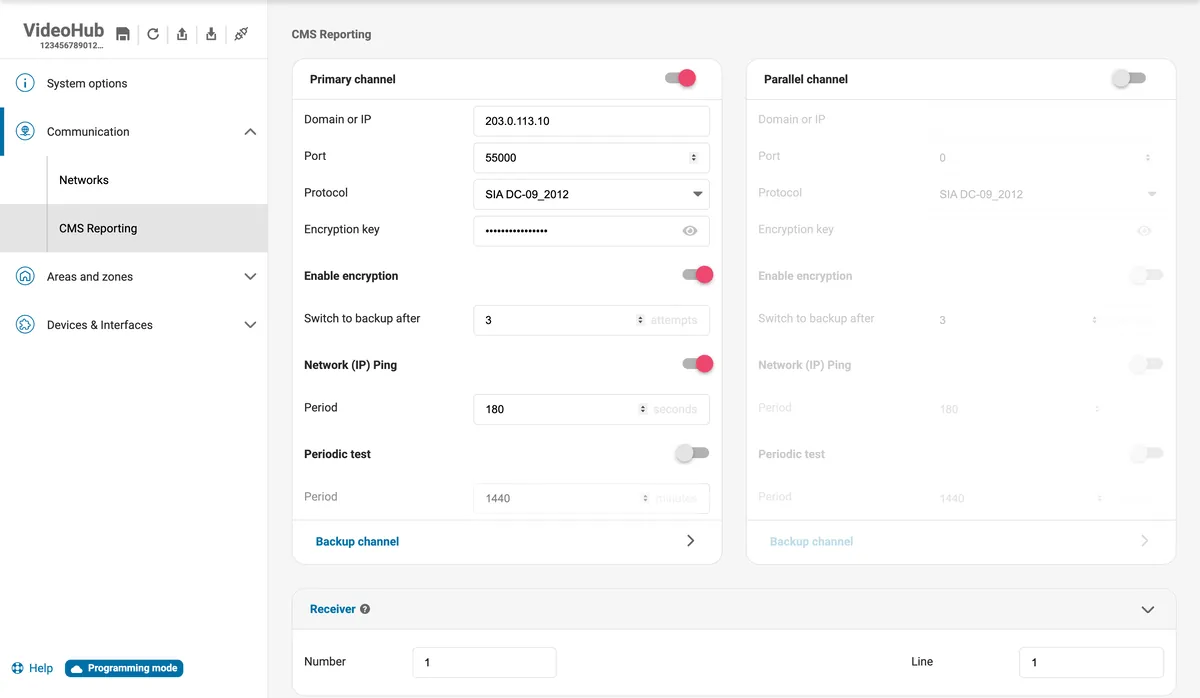 VideoHub
123456789012...
System options
Communication
Networks
CMS Reporting
Areas and zones
Devices & Interfaces
Help
Programming mode
CMS Reporting
Primary channel
Domain or IP 203.0.113.10
Port 55000
Protocol SIA DC-09_2012
Encryption key ••••••••••••••••
Enable encryption
Switch to backup after 3 attempts
Network (IP) Ping
Period 180 seconds
Periodic test
Period 1440 minutes
Backup channel
Parallel channel
Domain or IP
Port 0
Protocol SIA DC-09_2012
Encryption key
Enable encryption
Switch to backup after 3
Network (IP) Ping
Period 180
Periodic test
Period 1440
Backup channel
Receiver ?
Number 1 Line 1